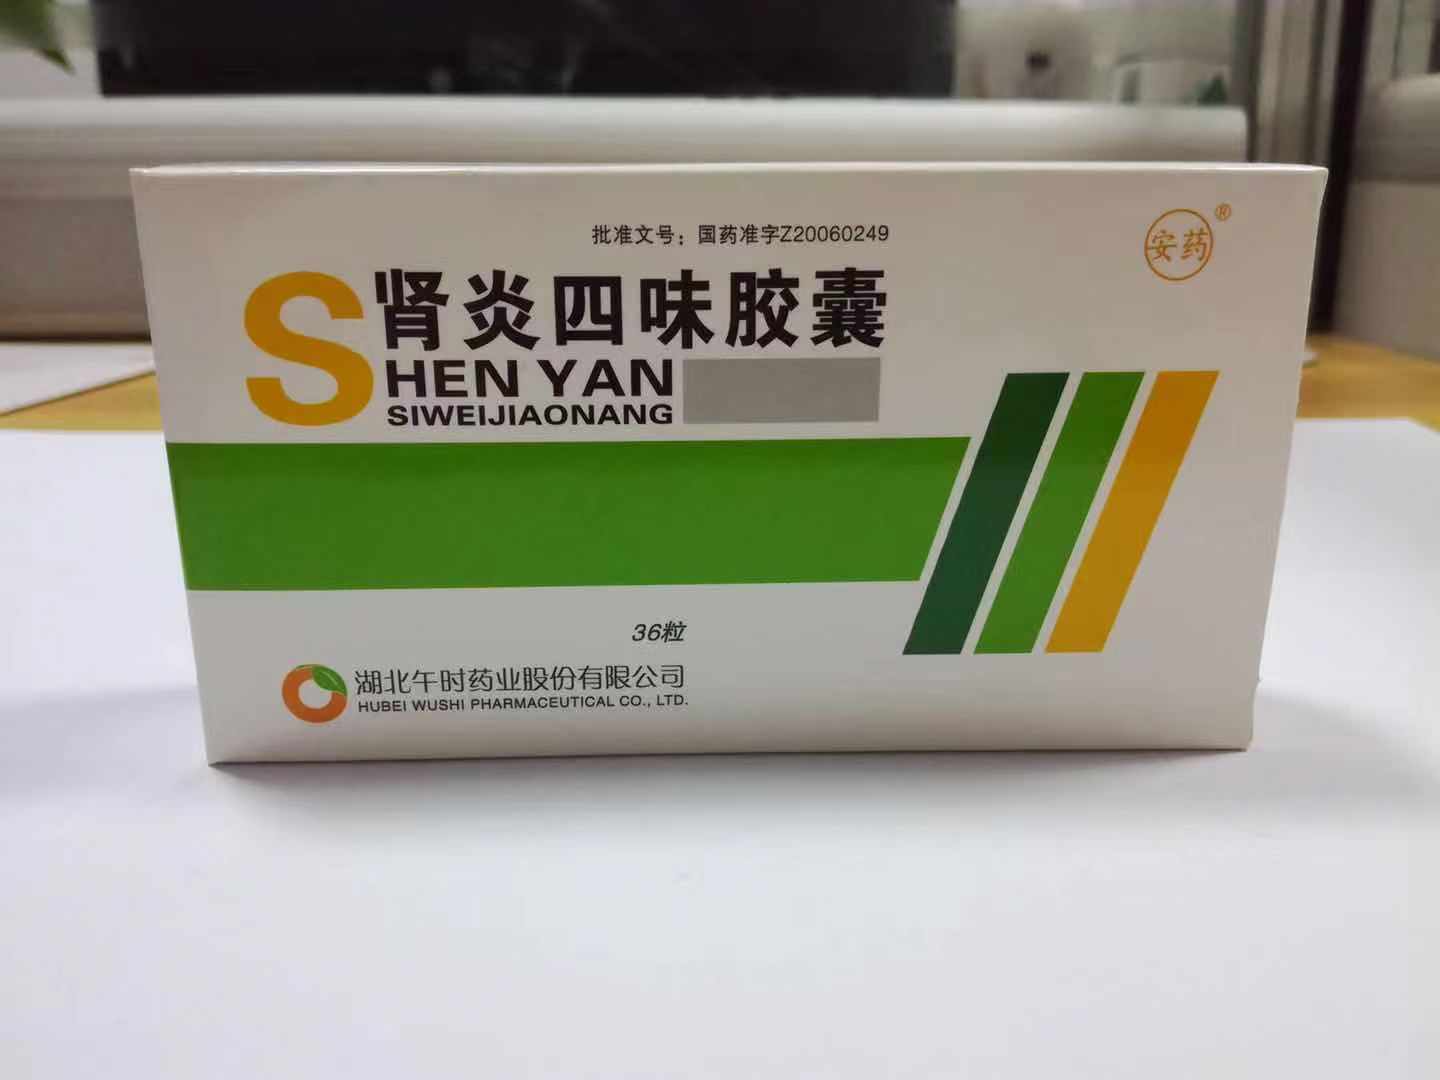 批准文号：国药准字Z20060249
安药®
肾炎四味胶囊
SHEN YAN
SIWEIJIAONANG
36粒
湖北午时药业股份有限公司
HUBEI WUSHI PHARMACEUTICAL CO., LTD.